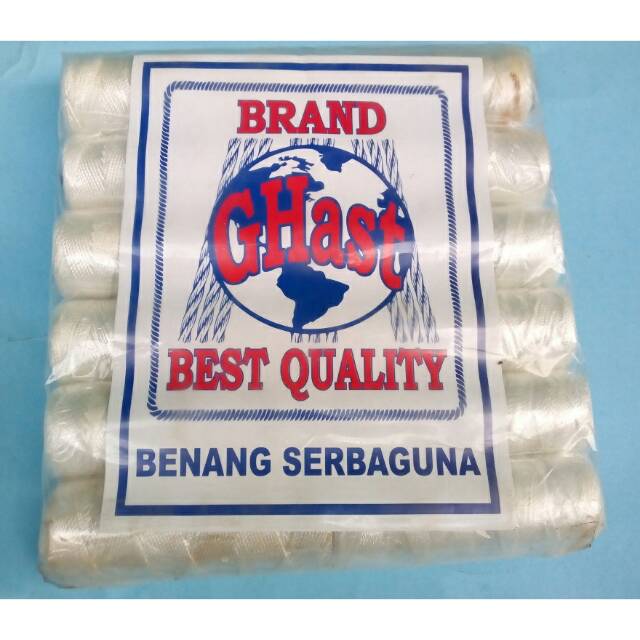 BRAND
GHast
BEST QUALITY
BENANG SERBAGUNA